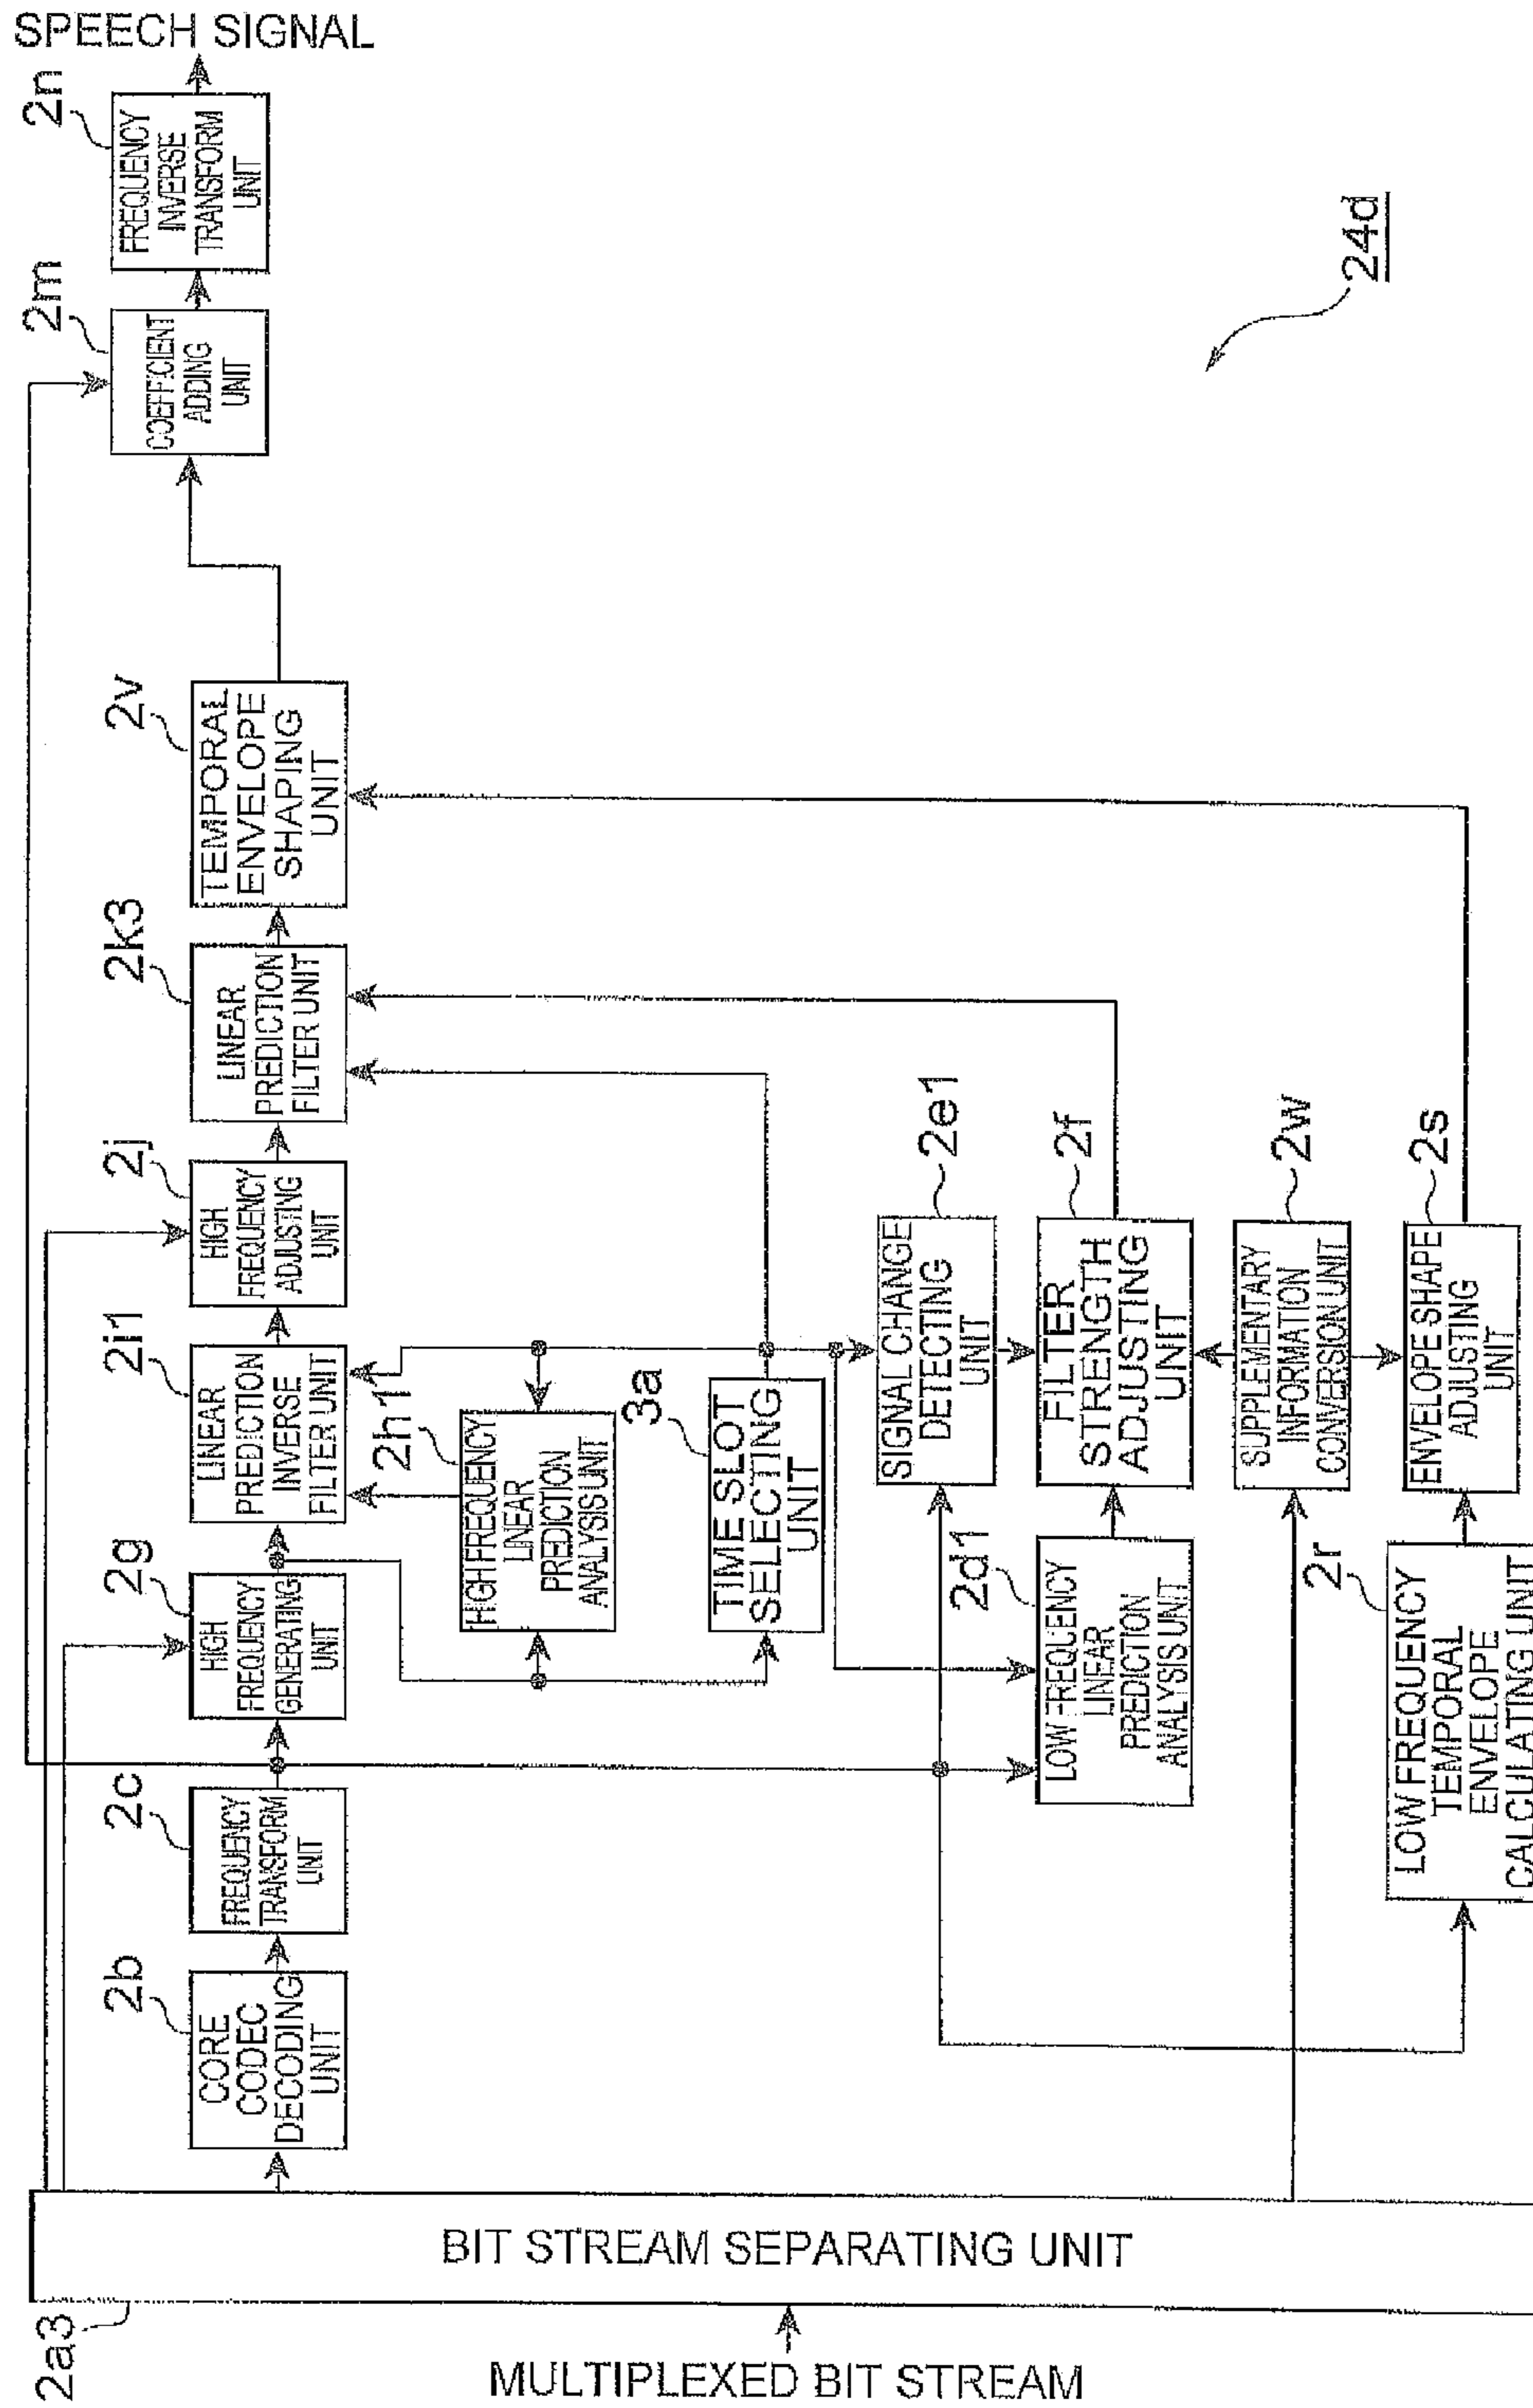 SPEECH SIGNAL
2n
FREQUENCY
INVERSE
TRANSFORM
UNIT
2m
COEFFICIENT
ADDING
UNIT
24d
2v
TEMPORAL
ENVELOPE
SHAPING
UNIT
2k3
LINEAR
PREDICTION
FILTER UNIT
2j
HIGH
FREQUENCY
ADJUSTING
UNIT
2i1
LINEAR
PREDICTION
INVERSE
FILTER UNIT
2h1
HIGH FREQUENCY
LINEAR
PREDICTION
ANALYSIS UNIT
3a
TIME SLOT
SELECTING
UNIT
2e1
SIGNAL CHANGE
DETECTING
UNIT
2f
FILTER
STRENGTH
ADJUSTING
UNIT
2w
SUPPLEMENTARY
INFORMATION
CONVERSION UNIT
2s
ENVELOPE SHAPE
ADJUSTING
UNIT
2g
HIGH
FREQUENCY
GENERATING
UNIT
2d1
LOW FREQUENCY
LINEAR
PREDICTION
ANALYSIS UNIT
2r
LOW FREQUENCY
TEMPORAL
ENVELOPE
CALCULATING UNIT
2c
FREQUENCY
TRANSFORM
UNIT
2b
CORE
CODEC
DECODING
UNIT
BIT STREAM SEPARATING UNIT
2a3
MULTIPLEXED BIT STREAM